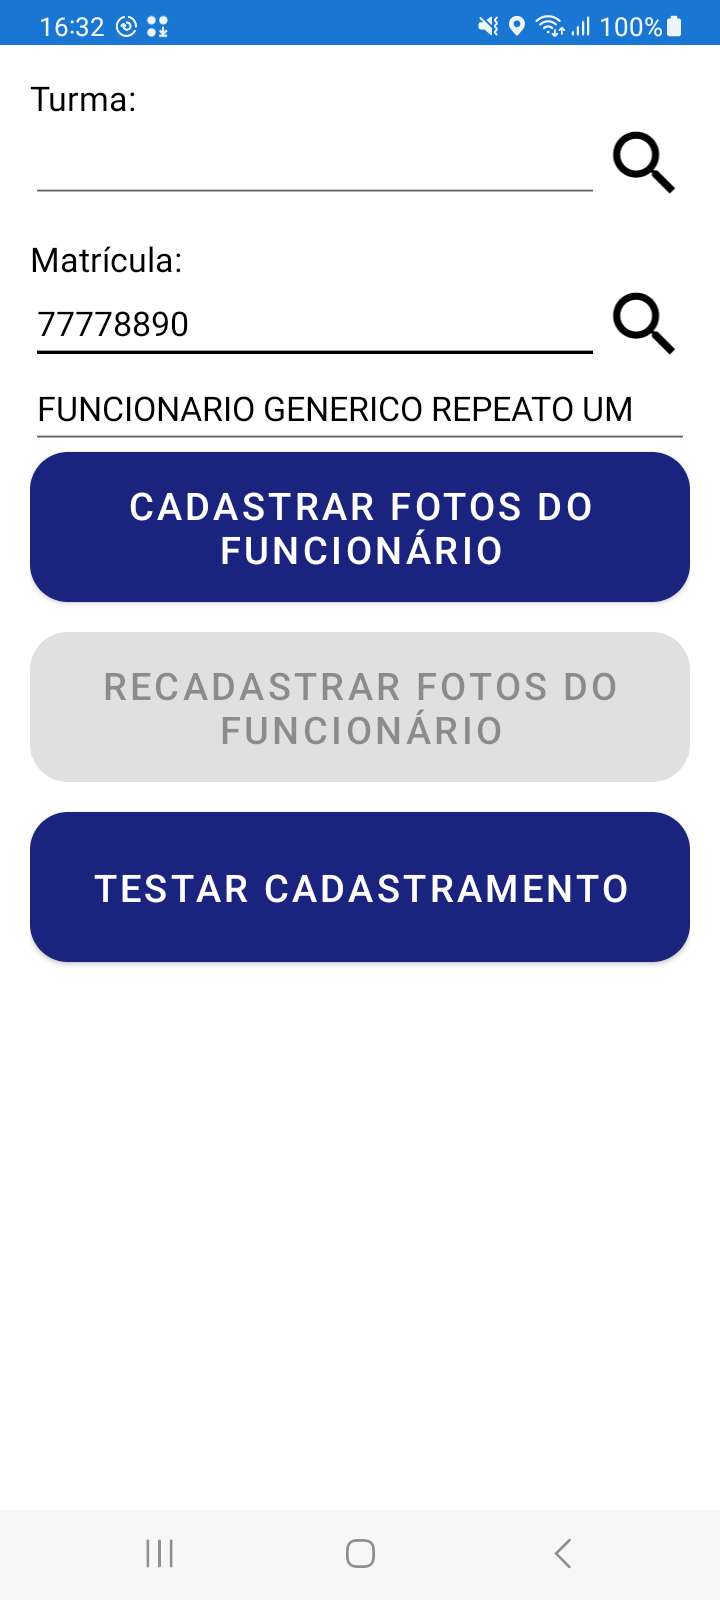 16:32
100%
Turma:
Matrícula:
77778890
FUNCIONARIO GENERICO REPEATO UM
CADASTRAR FOTOS DO
FUNCIONÁRIO
RECADASTRAR FOTOS DO
FUNCIONÁRIO
TESTAR CADASTRAMENTO